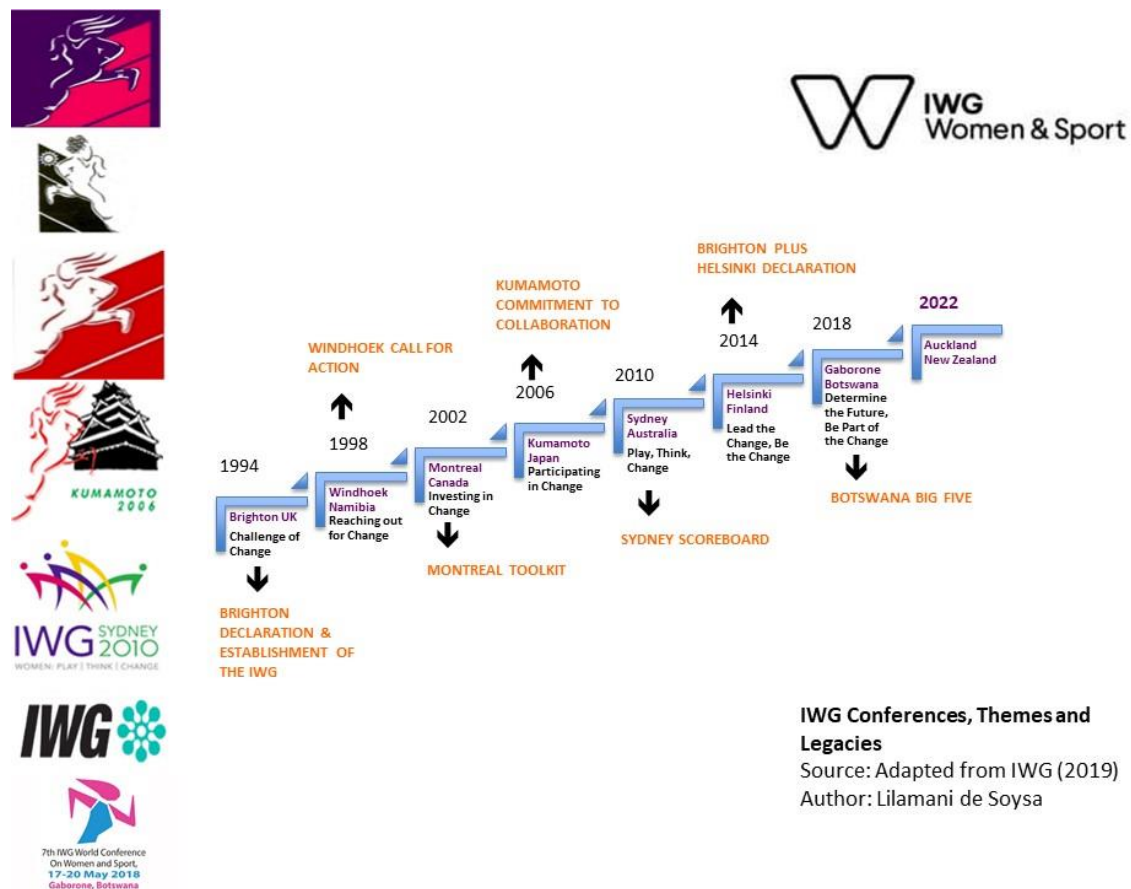 IWG
Women & Sport
BRIGHTON PLUS
HELSINKI DECLARATION
KUMAMOTO
COMMITMENT TO
COLLABORATION
WINDHOEK CALL FOR
ACTION
1994
Brighton UK
Challenge of
Change
BRIGHTON
DECLARATION &
ESTABLISHMENT OF
THE IWG
1998
Windhoek
Namibia
Reaching out
for Change
2002
Montreal
Canada
Investing in
Change
MONTREAL TOOLKIT
2006
Kumamoto
Japan
Participating
in Change
2010
Sydney
Australia
Play, Think,
Change
SYDNEY SCOREBOARD
2014
Helsinki
Finland
Lead the
Change, Be
the Change
2018
Gaborone
Botswana
Determine
the Future,
Be Part of
the Change
BOTSWANA BIG FIVE
2022
Auckland
New Zealand
KUMAMOTO
2006
IWG SYDNEY
2010
WOMEN: PLAY | THINK | CHANGE
IWG
7th IWG World Conference
On Women and Sport,
17-20 May 2018
Gaborone, Botswana
IWG Conferences, Themes and
Legacies
Source: Adapted from IWG (2019)
Author: Lilamani de Soysa